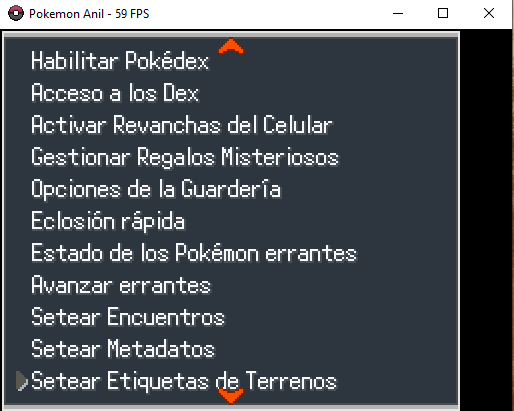 Pokemon Anil - 59 FPS
Habilitar Pokédex
Acceso a los Dex
Activar Revanchas del Celular
Gestionar Regalos Misteriosos
Opciones de la Guardería
Eclosión rápida
Estado de los Pokémon errantes
Avanzar errantes
Setear Encuentros
Setear Metadatos
Setear Etiquetas de Terrenos